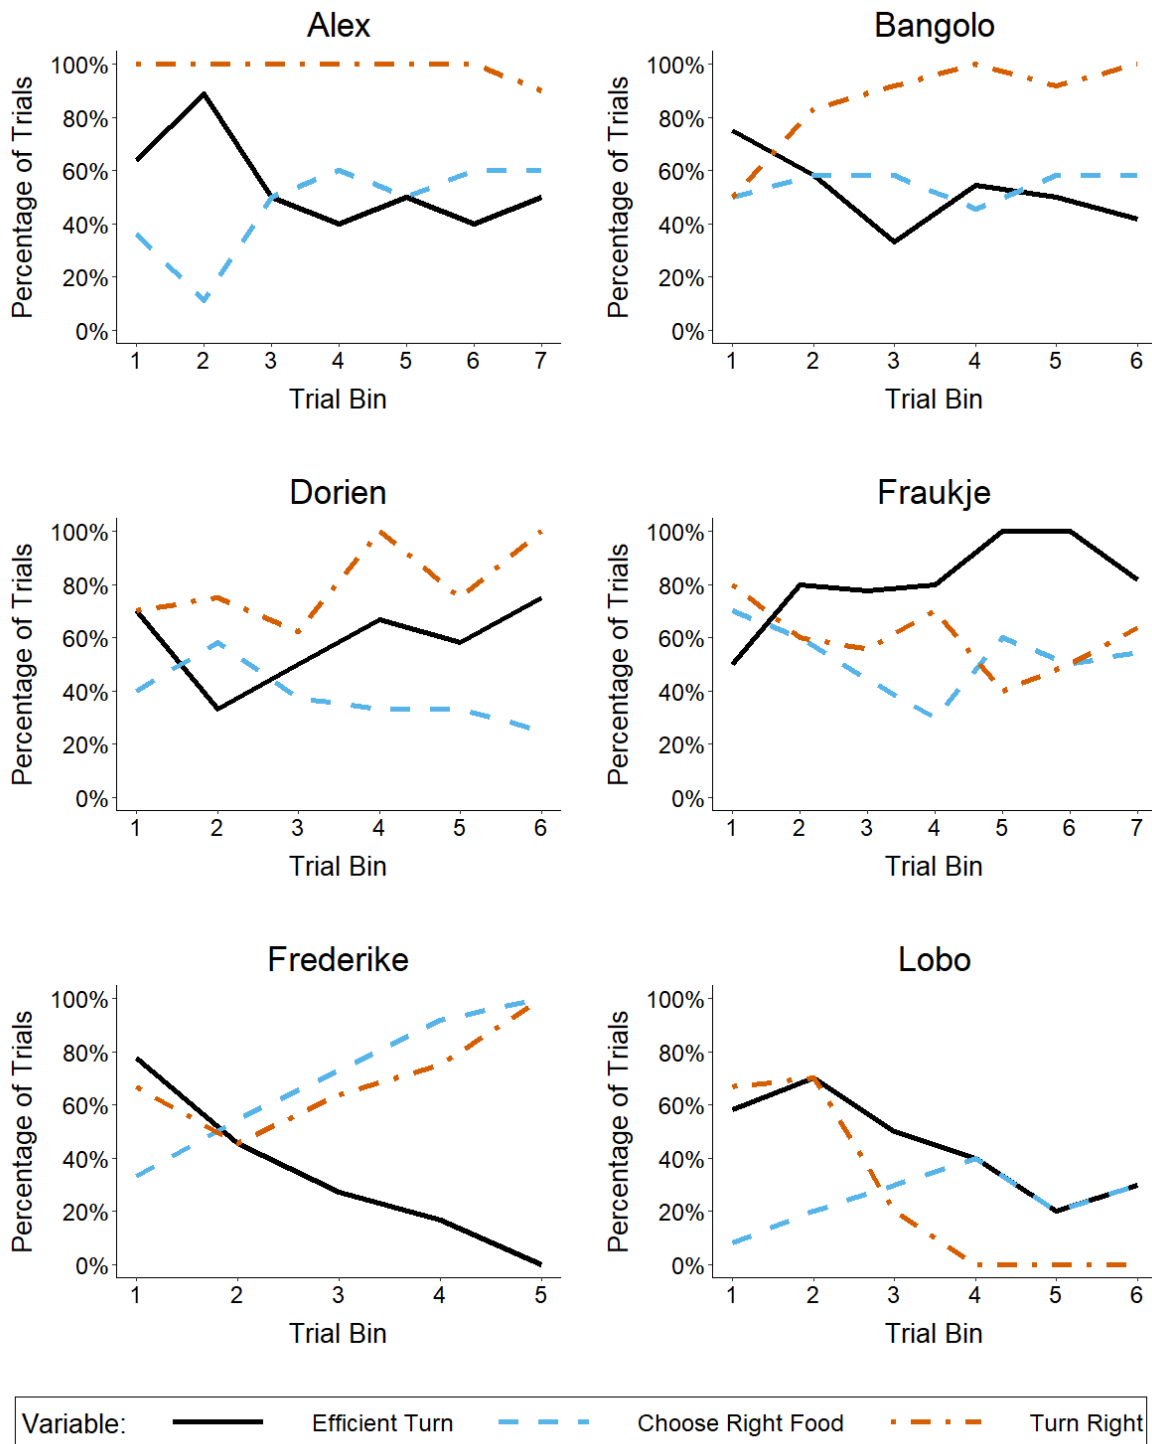 Alex
Percentage of Trials
100%
80%
60%
40%
20%
0%
1 2 3 4 5 6 7
Trial Bin
Bangolo
Percentage of Trials
100%
80%
60%
40%
20%
0%
1 2 3 4 5 6
Trial Bin
Dorien
Percentage of Trials
100%
80%
60%
40%
20%
0%
1 2 3 4 5 6
Trial Bin
Fraukje
Percentage of Trials
100%
80%
60%
40%
20%
0%
1 2 3 4 5 6 7
Trial Bin
Frederike
Percentage of Trials
100%
80%
60%
40%
20%
0%
1 2 3 4 5
Trial Bin
Lobo
Percentage of Trials
100%
80%
60%
40%
20%
0%
1 2 3 4 5 6
Trial Bin
Variable: Efficient Turn Choose Right Food Turn Right